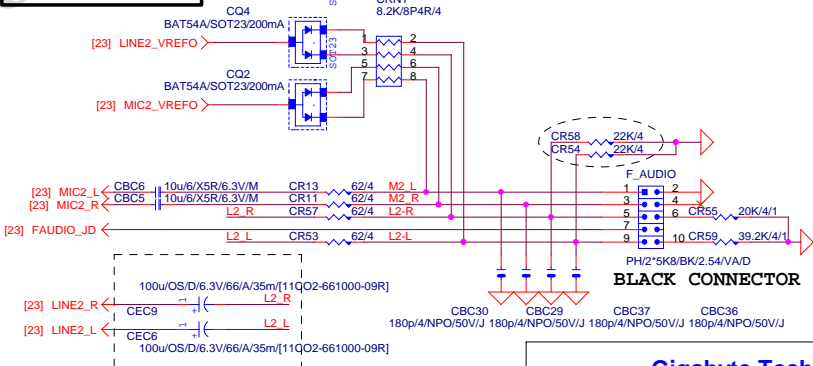 CQ4
BAT54A/SOT23/200mA
8.2K/8P4R/4
SOT23
[23] LINE2_VREFO
1 2
3 4
5 6
7 8
CQ2
BAT54A/SOT23/200mA
[23] MIC2_VREFO
CR58 22K/4
CR54 22K/4
F_AUDIO
[23] MIC2_L CBC6 10u/6/X5R/6.3V/M CR13 62/4 M2_L 1 2
[23] MIC2_R CBC5 10u/6/X5R/6.3V/M CR11 62/4 M2_R 3 4
L2_R CR57 62/4 L2-R 5 6 CR55 20K/4/1
[23] FAUDIO_JD 7
L2_L CR53 62/4 L2-L 9 10 CR59 39.2K/4/1
PH/2*5K8/BK/2.54/VA/D
BLACK CONNECTOR
100u/OS/D/6.3V/66/A/35m/[11CO2-661000-09R]
[23] LINE2_R CEC9 1 + L2_R
[23] LINE2_L CEC6 1 + L2_L
100u/OS/D/6.3V/66/A/35m/[11CO2-661000-09R]
CBC30 CBC29 CBC37 CBC36
180p/4/NPO/50V/J 180p/4/NPO/50V/J 180p/4/NPO/50V/J 180p/4/NPO/50V/J
Gigabyte Tech